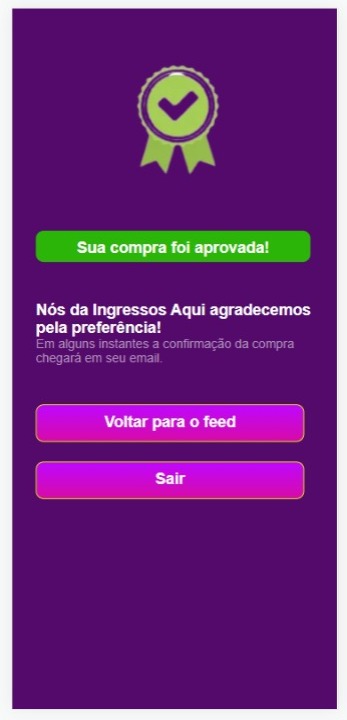 Sua compra foi aprovada!
Nós da Ingressos Aqui agradecemos
pela preferência!
Em alguns instantes a confirmação da compra
chegará em seu email.
Voltar para o feed
Sair